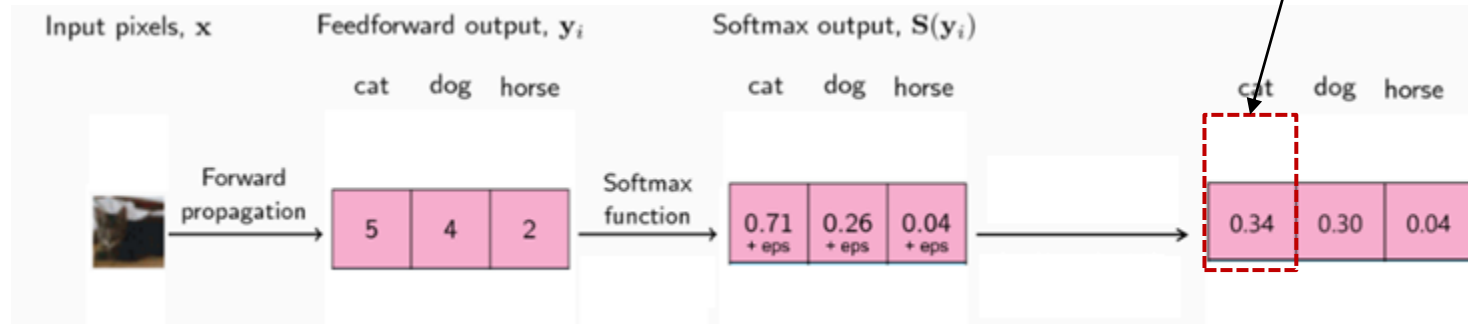 Input pixels, x
Feedforward output, yᵢ
Softmax output, S(yᵢ)
cat dog horse
cat dog horse
cat dog horse
Forward
propagation
5 4 2
Softmax
function
0.71 0.26 0.04
+ eps + eps + eps
0.34 0.30 0.04